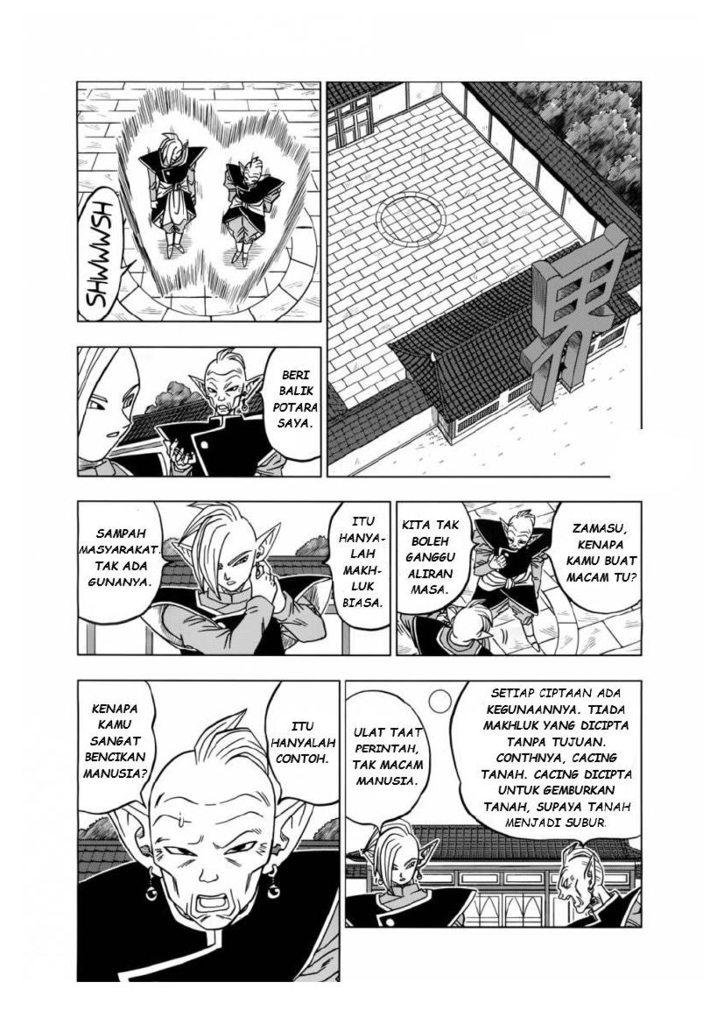 界
SHWWWSH
BERI
BALIK
POTARA
SAYA.
ZAMASU,
KENAPA
KAMU BUAT
MACAM TU?
KITA TAK
BOLEH
GANGGU
ALIRAN
MASA.
ITU
HANYA-
LAH
MAKH-
LUK
BIASA.
SAMPAH
MASYARAKAT.
TAK ADA
GUNANYA.
SETIAP CIPTAAN ADA
KEGUNAANNYA. TIADA
MAKHLUK YANG DICIPTA
TANPA TUJUAN.
CONTHNYA, CACING
TANAH. CACING DICIPTA
UNTUK GEMBURKAN
TANAH, SUPAYA TANAH
MENJADI SUBUR.
ULAT TAAT
PERINTAH,
TAK MACAM
MANUSIA.
ITU
HANYALAH
CONTOH.
KENAPA
KAMU
SANGAT
BENCIKAN
MANUSIA?